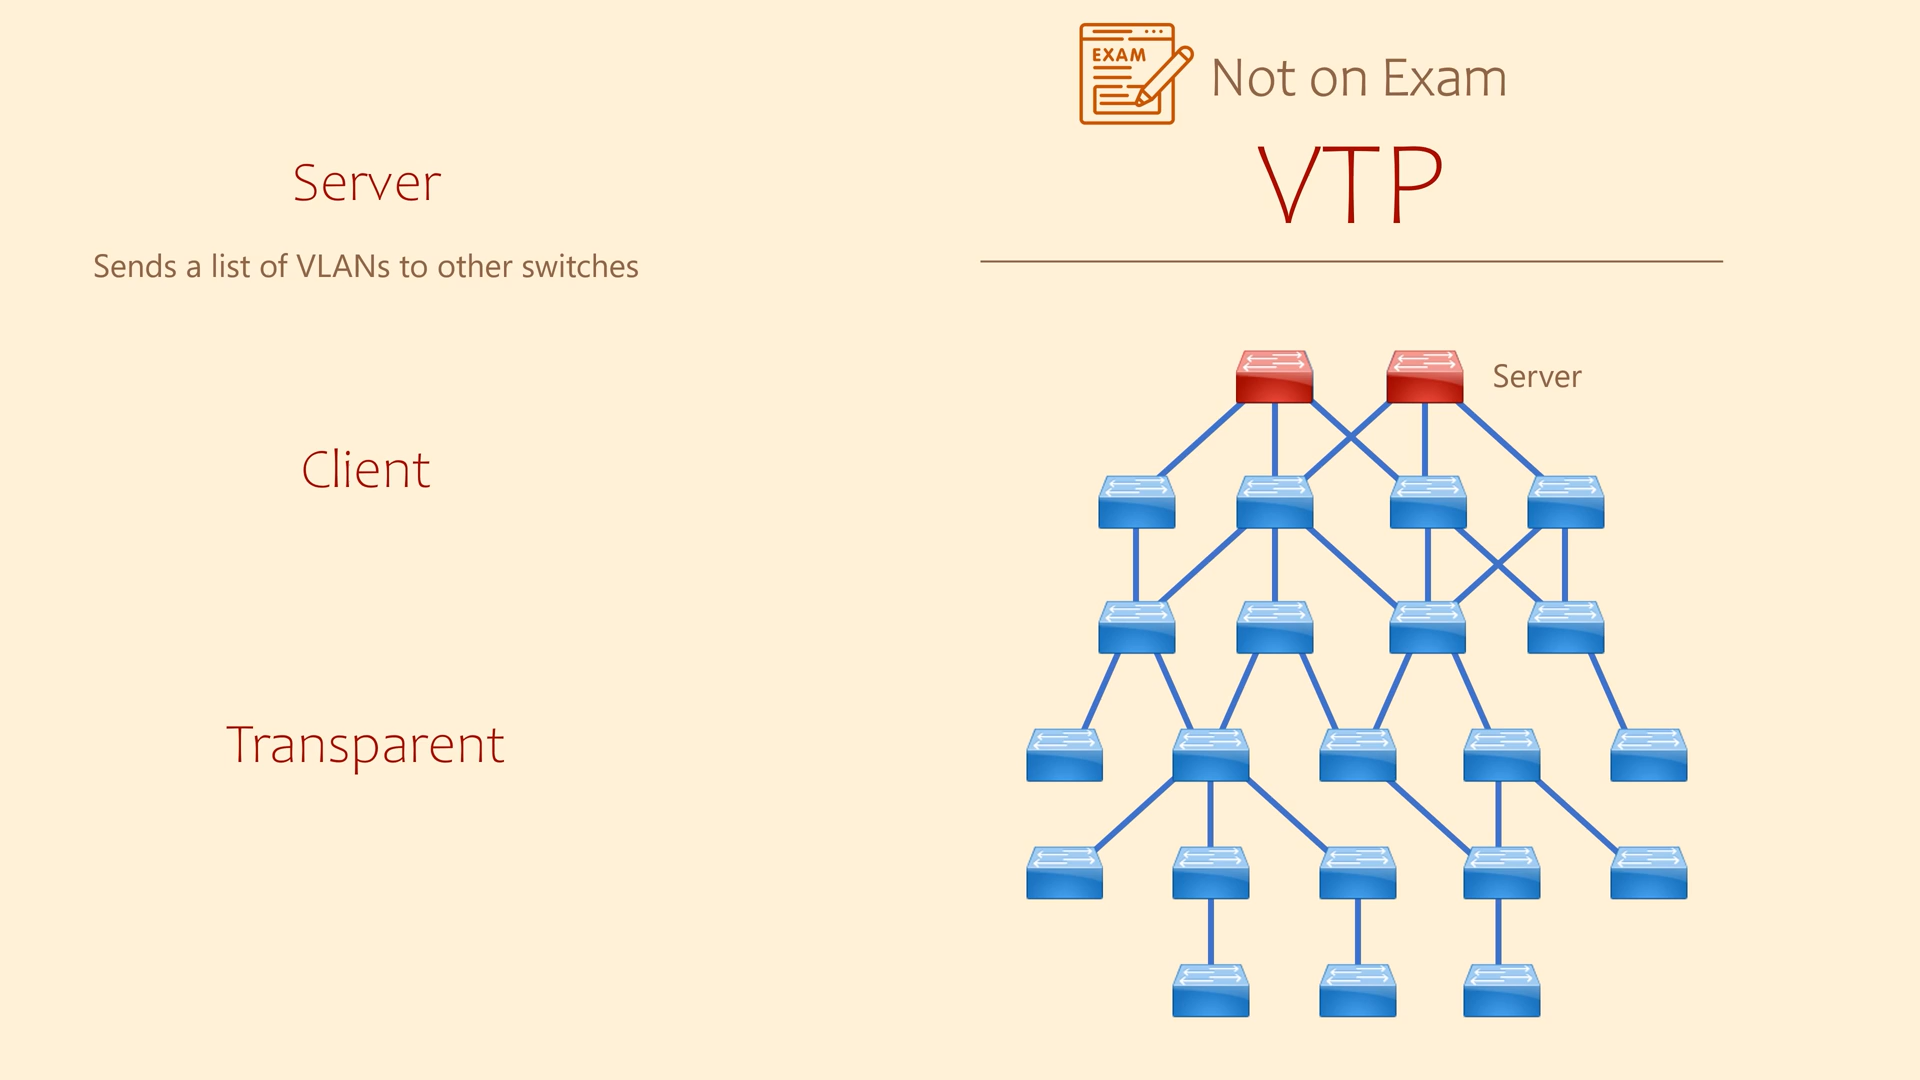 EXAM
Not on Exam
VTP
Server
Sends a list of VLANs to other switches
Client
Transparent
Server